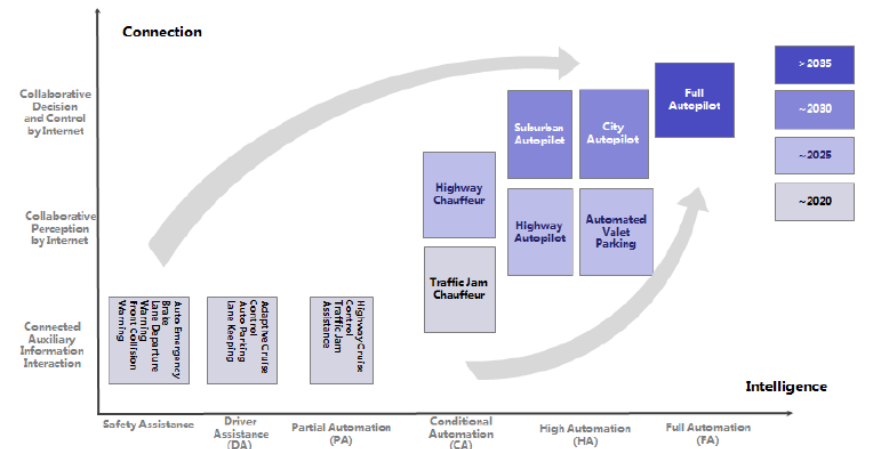 Connection
Collaborative
Decision
and Control
by Internet
Collaborative
Perception
by Internet
Connected
Auxiliary
Information
Interaction
Auto Emergency
Brake
Lane Departure
Warning
Front Collision
Warning
Adaptive Cruise
Control
Auto Parking
Lane Keeping
Highway Cruise
Control
Traffic Jam
Assistance
Highway
Chauffeur
Traffic Jam
Chauffeur
Suburban
Autopilot
City
Autopilot
Highway
Autopilot
Automated
Valet
Parking
Full
Autopilot
>2035
~2030
~2025
~2020
Intelligence
Safety Assistance
Driver
Assistance
(DA)
Partial Automation
(PA)
Conditional
Automation
(CA)
High Automation
(HA)
Full Automation
(FA)